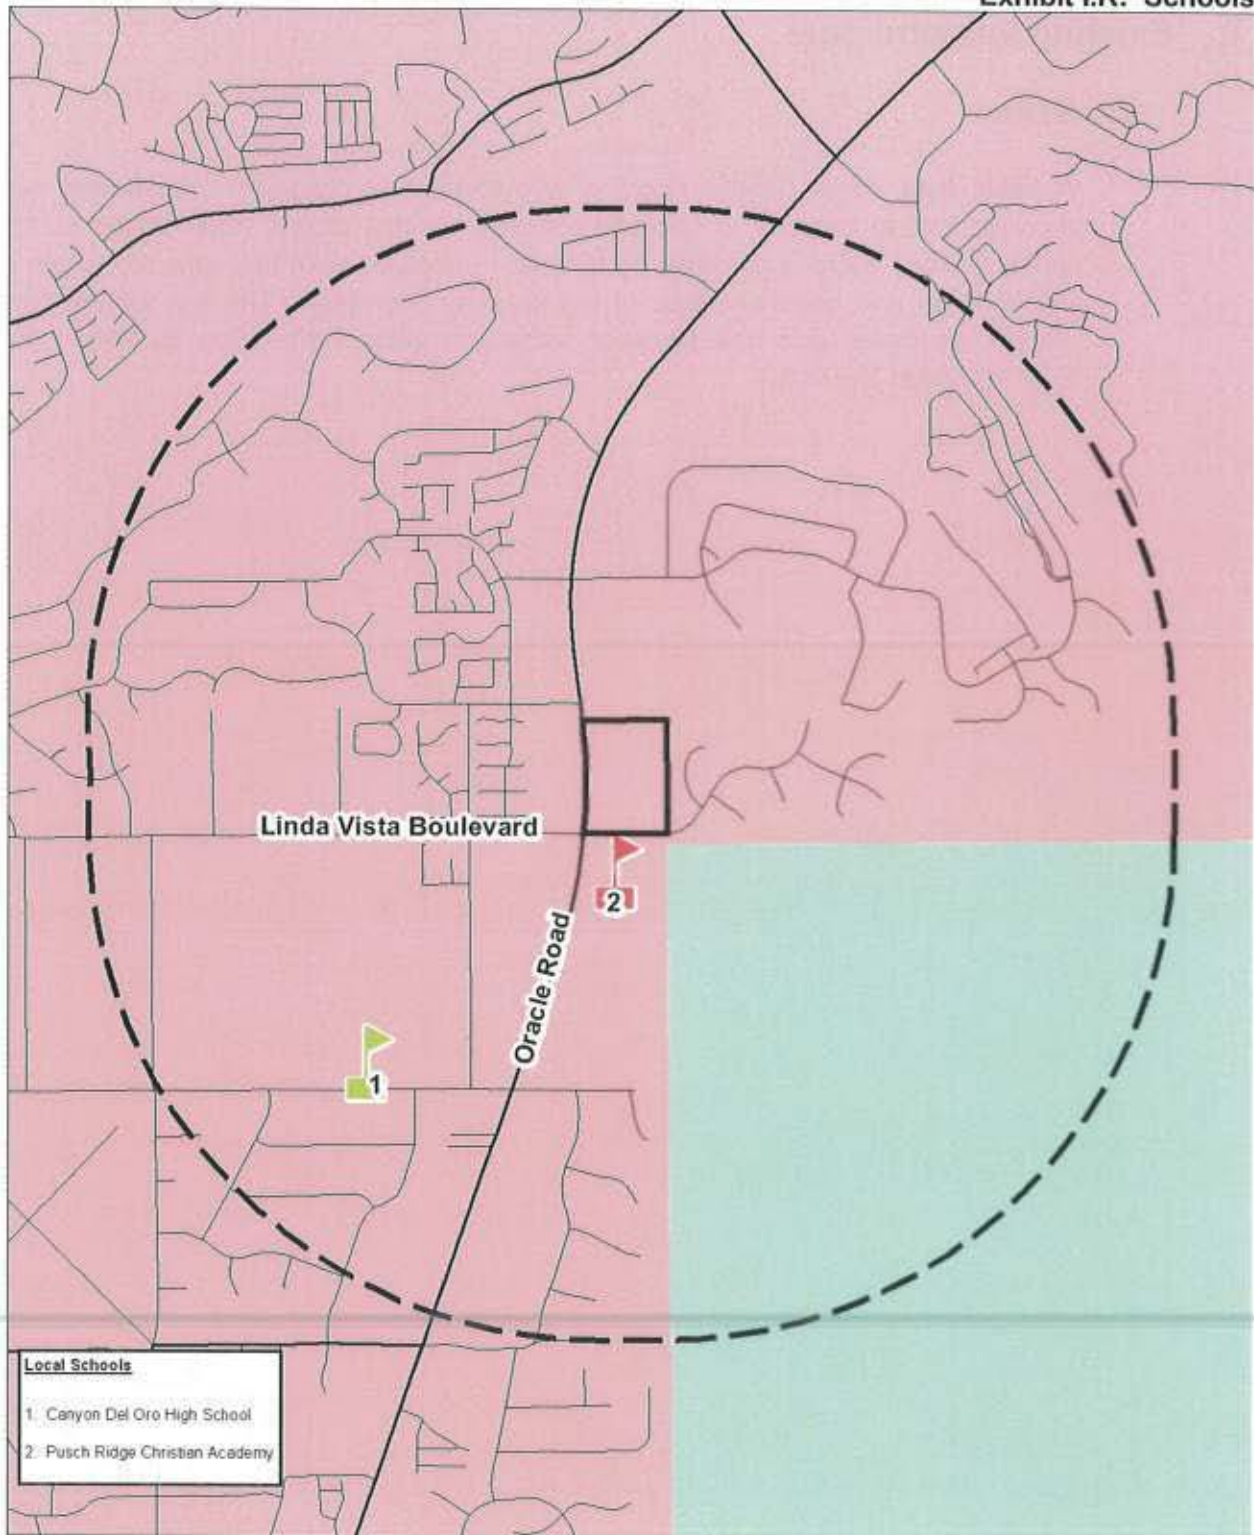 Exhibit I.R. Schools
Linda Vista Boulevard
2
Oracle Road
1
Local Schools
1. Canyon Del Oro High School
2. Pusch Ridge Christian Academy